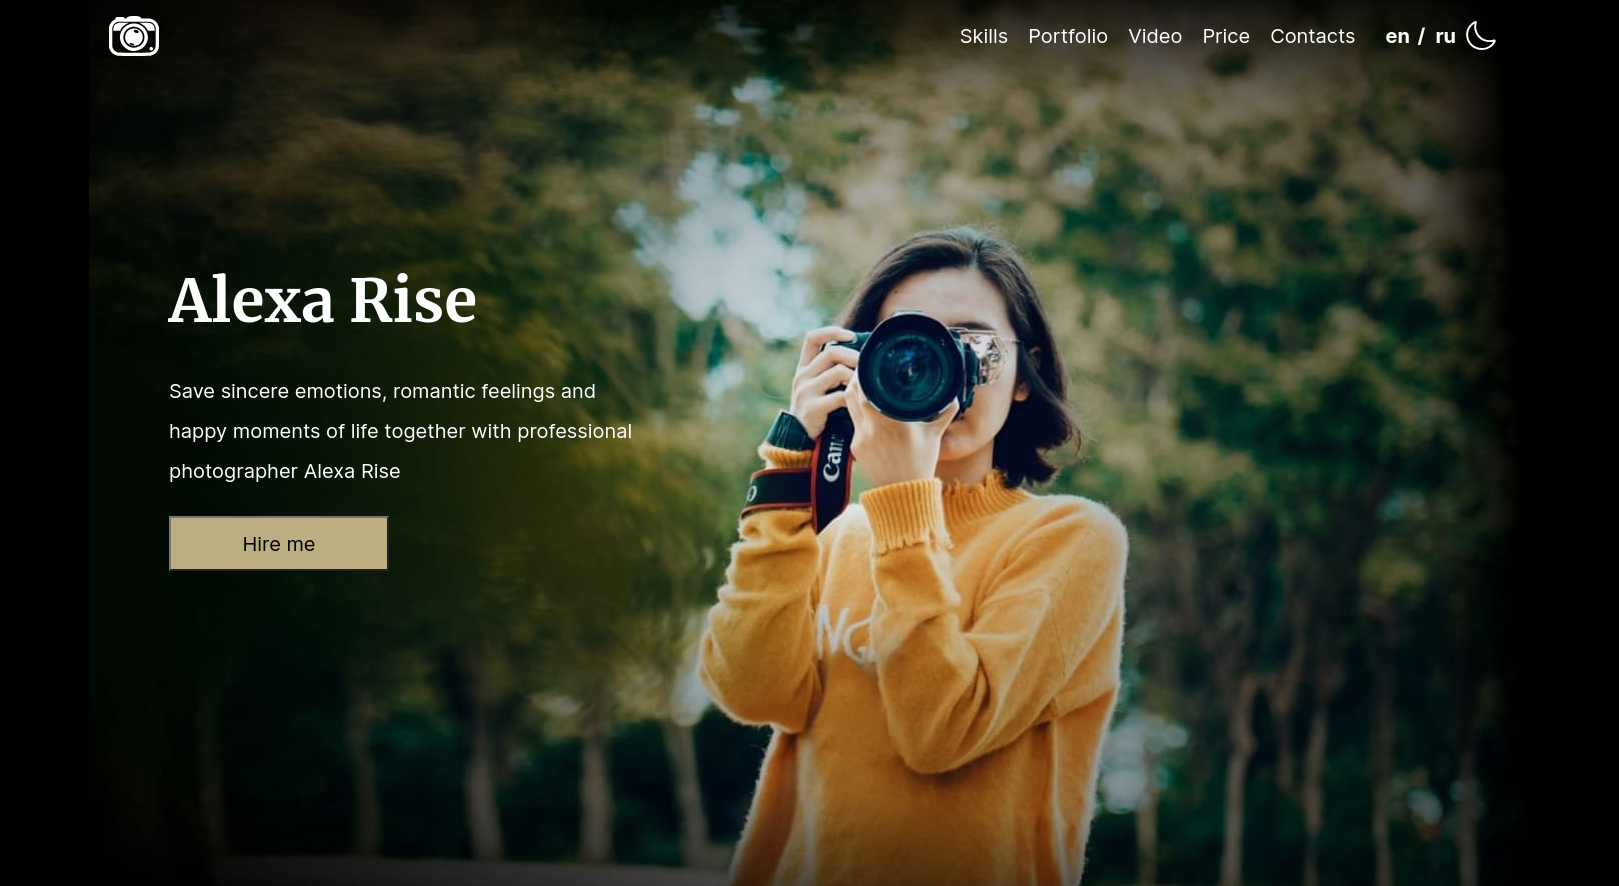 Skills Portfolio Video Price Contacts en / ru
Alexa Rise
Save sincere emotions, romantic feelings and
happy moments of life together with professional
photographer Alexa Rise
Hire me